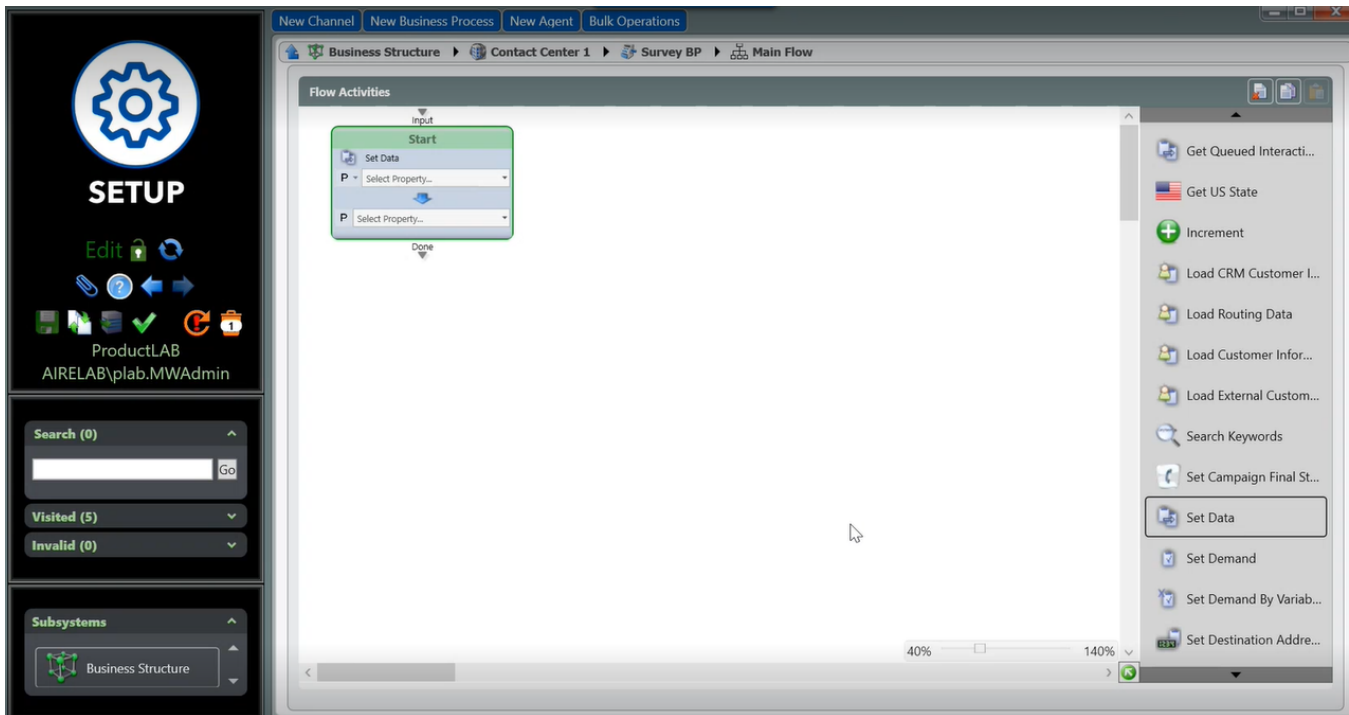 New Channel
New Business Process
New Agent
Bulk Operations
Business Structure
Contact Center 1
Survey BP
Main Flow
SETUP
Edit
ProductLAB
AIRELAB\plab.MWAdmin
Search (0)
Go
Visited (5)
Invalid (0)
Subsystems
Business Structure
Flow Activities
Input
Start
Set Data
P Select Property...
P Select Property...
Done
40%
140%
Get Queued Interacti...
Get US State
Increment
Load CRM Customer I...
Load Routing Data
Load Customer Infor...
Load External Custom...
Search Keywords
Set Campaign Final St...
Set Data
Set Demand
Set Demand By Variab...
Set Destination Addre...